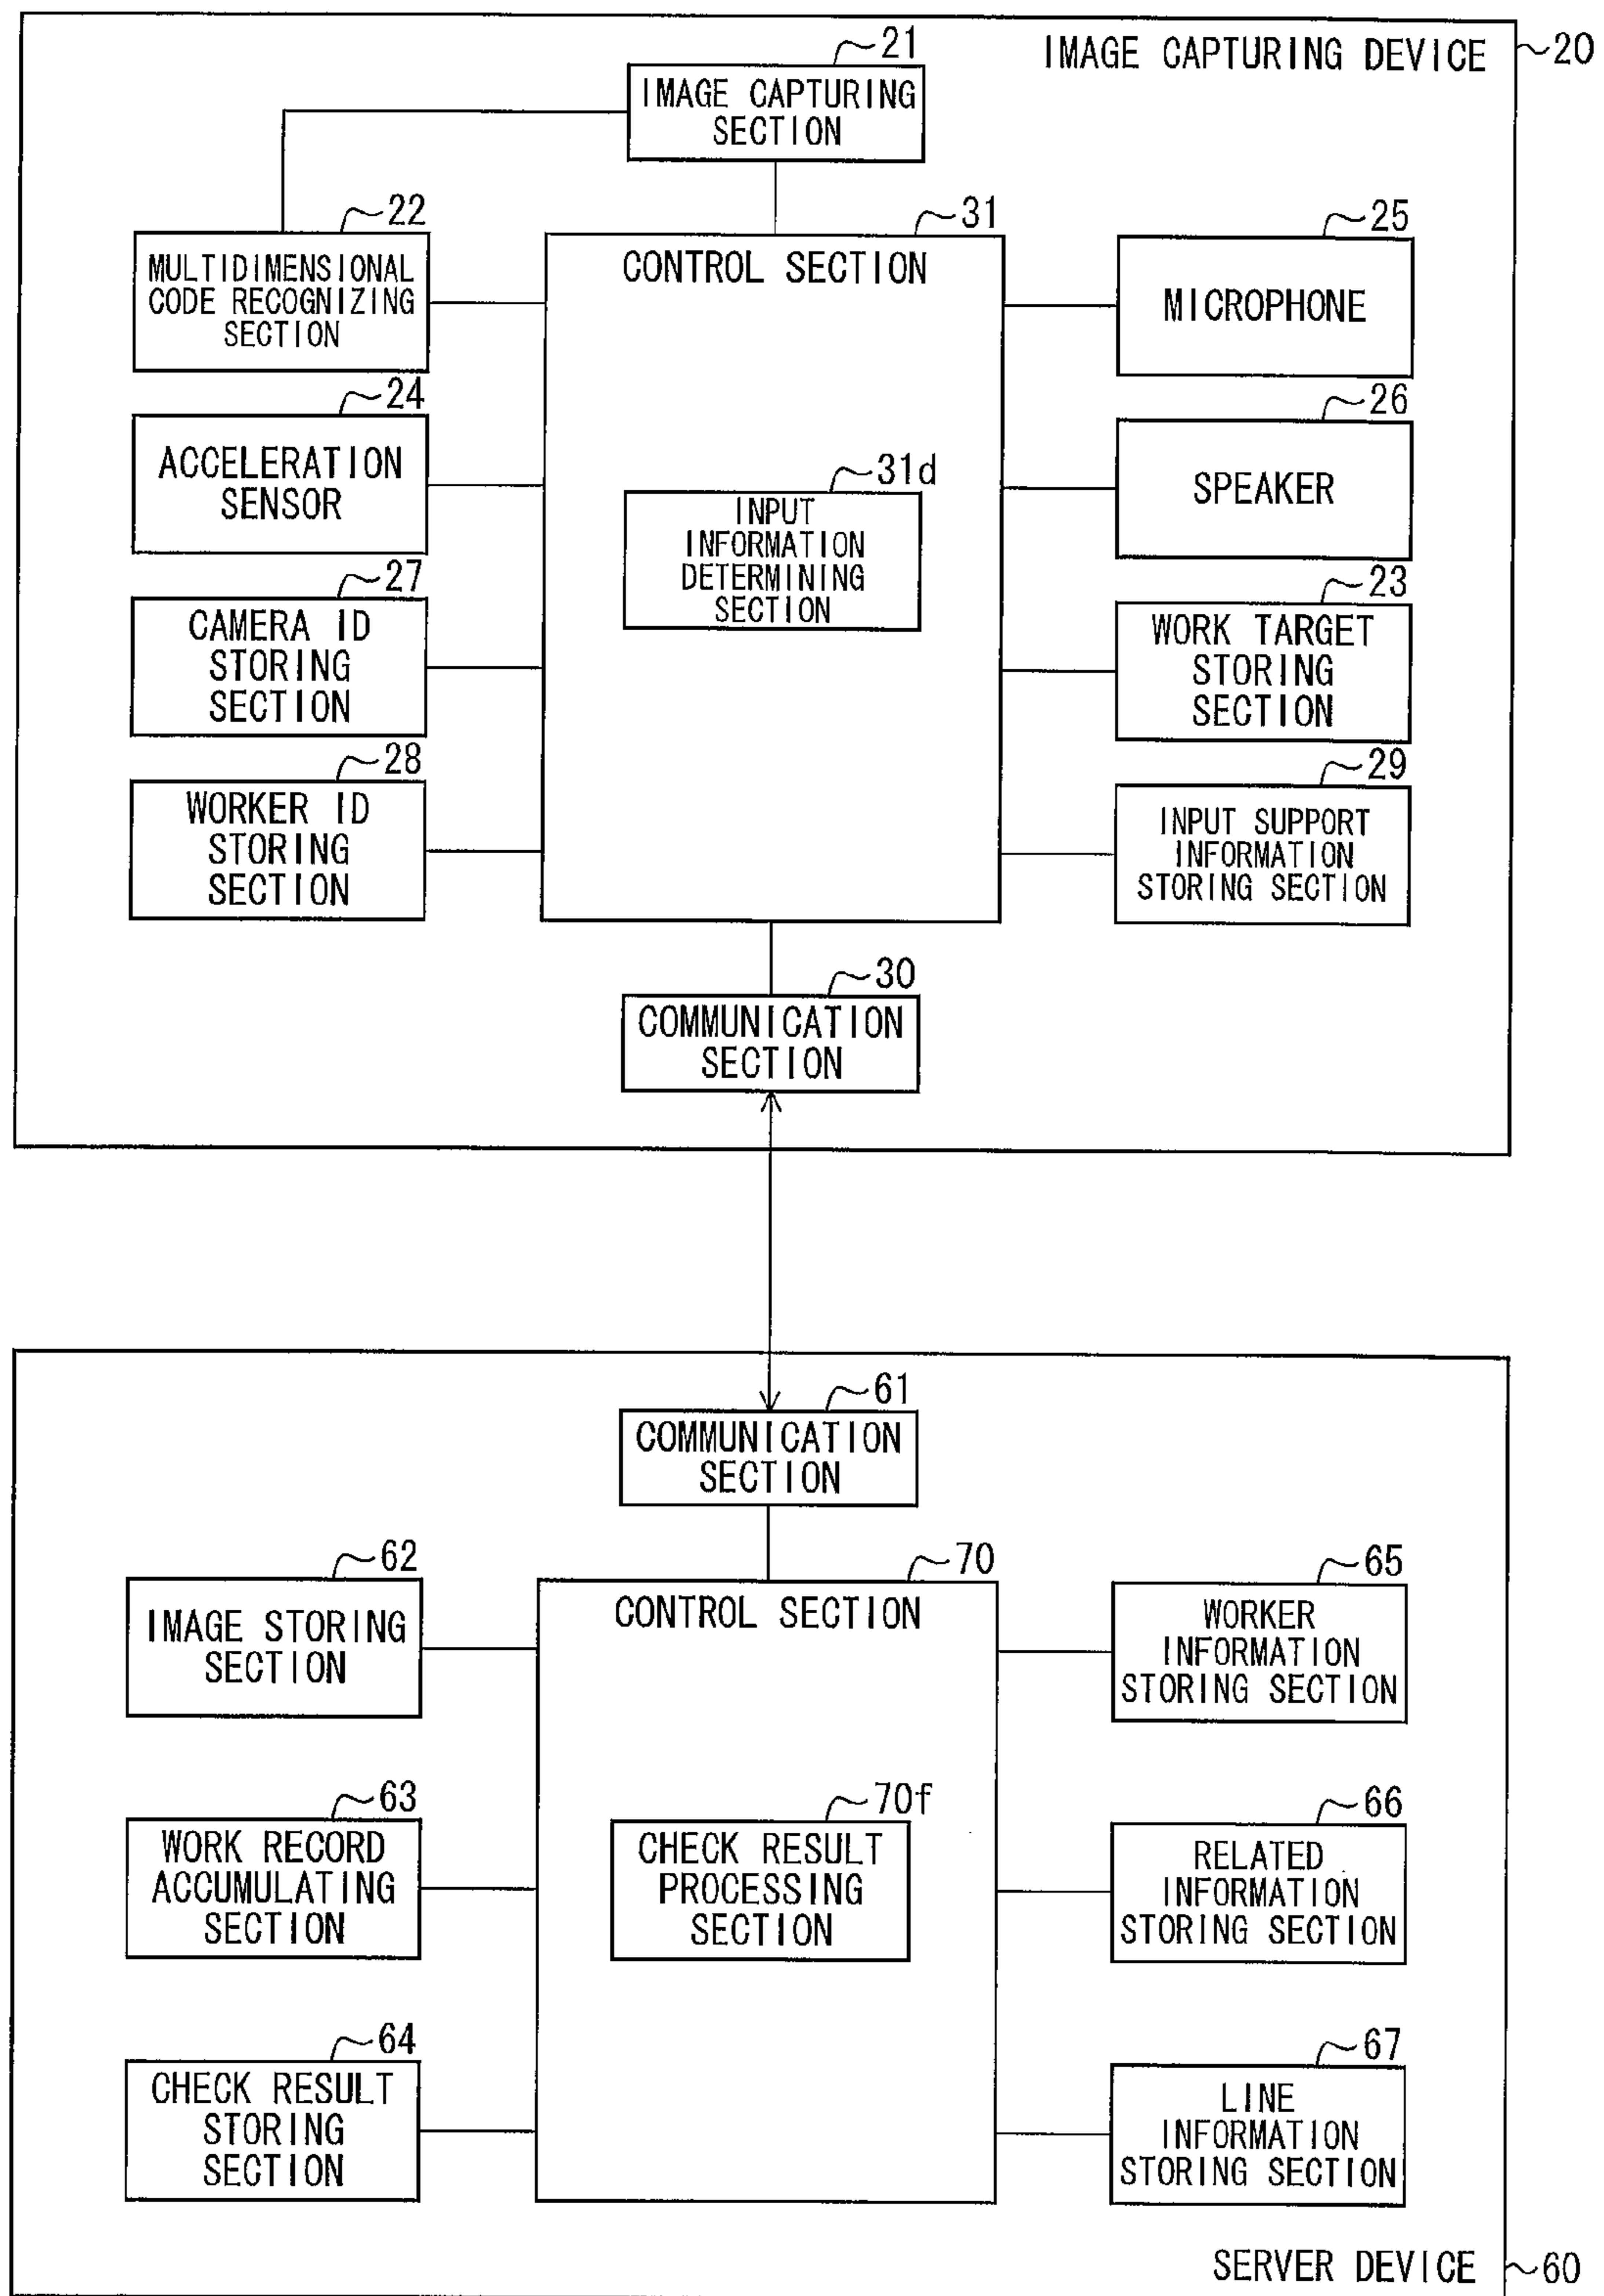 IMAGE CAPTURING DEVICE
20
21
IMAGE CAPTURING
SECTION
22
MULTIDIMENSIONAL
CODE RECOGNIZING
SECTION
31
CONTROL SECTION
25
MICROPHONE
24
ACCELERATION
SENSOR
31d
INPUT
INFORMATION
DETERMINING
SECTION
26
SPEAKER
27
CAMERA ID
STORING
SECTION
23
WORK TARGET
STORING
SECTION
28
WORKER ID
STORING
SECTION
29
INPUT SUPPORT
INFORMATION
STORING SECTION
30
COMMUNICATION
SECTION
61
COMMUNICATION
SECTION
62
IMAGE STORING
SECTION
70
CONTROL SECTION
65
WORKER
INFORMATION
STORING SECTION
63
WORK RECORD
ACCUMULATING
SECTION
70f
CHECK RESULT
PROCESSING
SECTION
66
RELATED
INFORMATION
STORING SECTION
64
CHECK RESULT
STORING
SECTION
67
LINE
INFORMATION
STORING SECTION
SERVER DEVICE
60